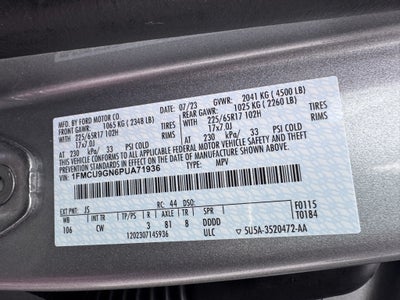 MFD. BY FORD MOTOR CO.
DATE: 07/23 GVWR: 2041 KG ( 4500 LB)
FRONT GAWR: 1065 KG ( 2348 LB) REAR GAWR: 1025 KG ( 2260 LB)
225/65R17 102H WITH 225/65R17 102H
WITH 17x7.0J 17x7.0J
AT 230 kPa/ 33 PSI COLD AT 230 kPa/ 33 PSI COLD
THIS VEHICLE CONFORMS TO ALL APPLICABLE FEDERAL MOTOR VEHICLE SAFETY AND THEFT
PREVENTION STANDARDS IN EFFECT ON THE DATE OF MANUFACTURE SHOWN ABOVE.
VIN: 1FMCU9GN6PUA71936 TYPE: MPV
EXT PNT: JS RC: 44 DSO: F0115
WB INT TR TP/PS R AXLE TR SPR T0184
106 CW 3 81 8 DDDD
1202307145936 ULC 5U5A-3520472-AA